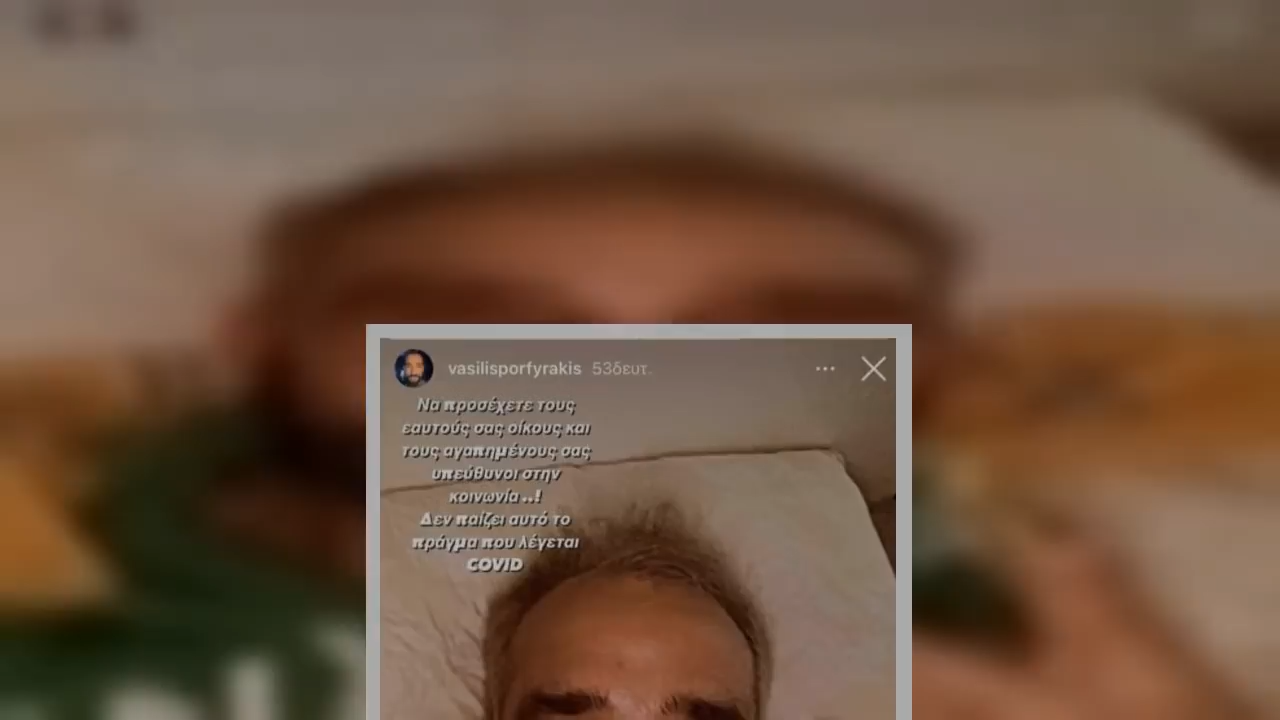 vasilisporfyrakis 53δευτ.
Να προσέχετε τους
εαυτούς σας οίκους και
τους αγαπημένους σας
υπεύθυνοι στην
κοινωνία ..!
Δεν παίζει αυτό το
πράγμα που λέγεται
COVID